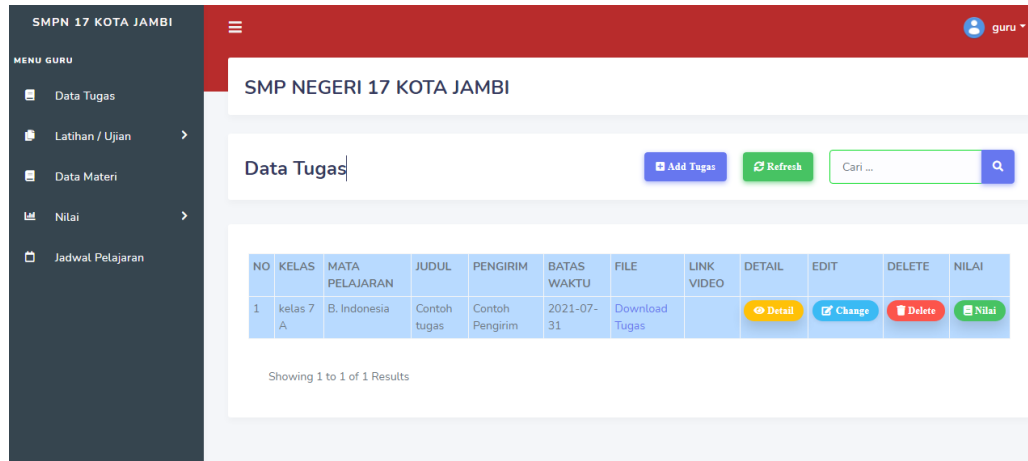 SMPN 17 KOTA JAMBI
guru
MENU GURU
Data Tugas
Latihan / Ujian
Data Materi
Nilai
Jadwal Pelajaran
SMP NEGERI 17 KOTA JAMBI
Data Tugas
Add Tugas
Refresh
Cari ...
NO KELAS MATA PELAJARAN JUDUL PENGIRIM BATAS WAKTU FILE LINK VIDEO DETAIL EDIT DELETE NILAI
1 kelas 7 A B. Indonesia Contoh tugas Contoh Pengirim 2021-07-31 Download Tugas Detail Change Delete Nilai
Showing 1 to 1 of 1 Results